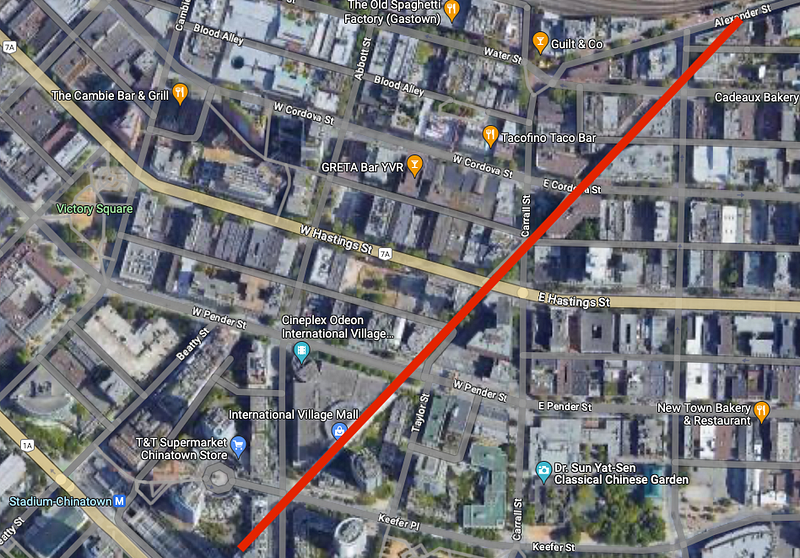 The Old Spaghetti
Factory (Gastown)
Alexander St
7A
Blood Alley
Abbott St
Water St
Guilt & Co
The Cambie Bar & Grill
Blood Alley
Cadeaux Bakery
W Cordova St
Tacofino Taco Bar
GRETA Bar YVR
W Cordova St
E Cordova St
Victory Square
Carrall St
W Hastings St
7A
E Hastings St
W Pender St
Cineplex Odeon
International Village...
Beatty St
W Pender St
E Pender St
Taylor St
International Village Mall
New Town Bakery
& Restaurant
1A
T&T Supermarket
Chinatown Store
Dr. Sun Yat-Sen
Classical Chinese Garden
Stadium-Chinatown M
Carrall St
Keefer Pl
Keefer St